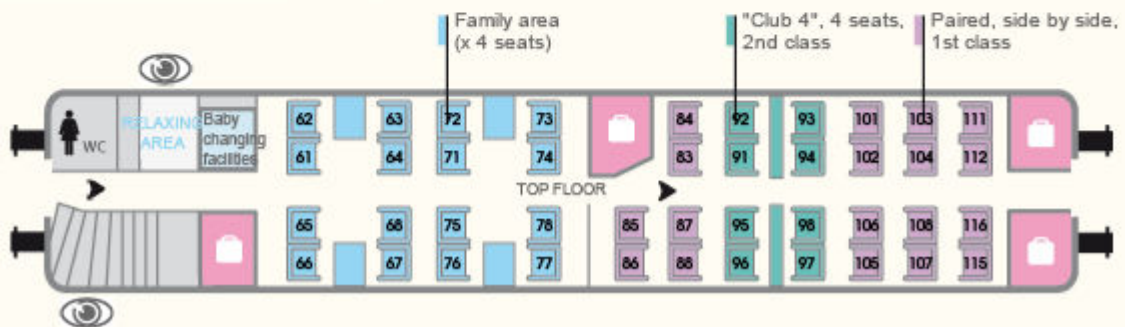 Family area
(x 4 seats)
"Club 4", 4 seats,
2nd class
Paired, side by side,
1st class
WC
RELAXING
AREA
Baby
changing
facilities
62 63 72 73 84 92 93 101 103 111
61 64 71 74 83 91 94 102 104 112
TOP FLOOR
65 68 75 78 85 87 95 98 106 108 116
66 67 76 77 86 88 96 97 105 107 115